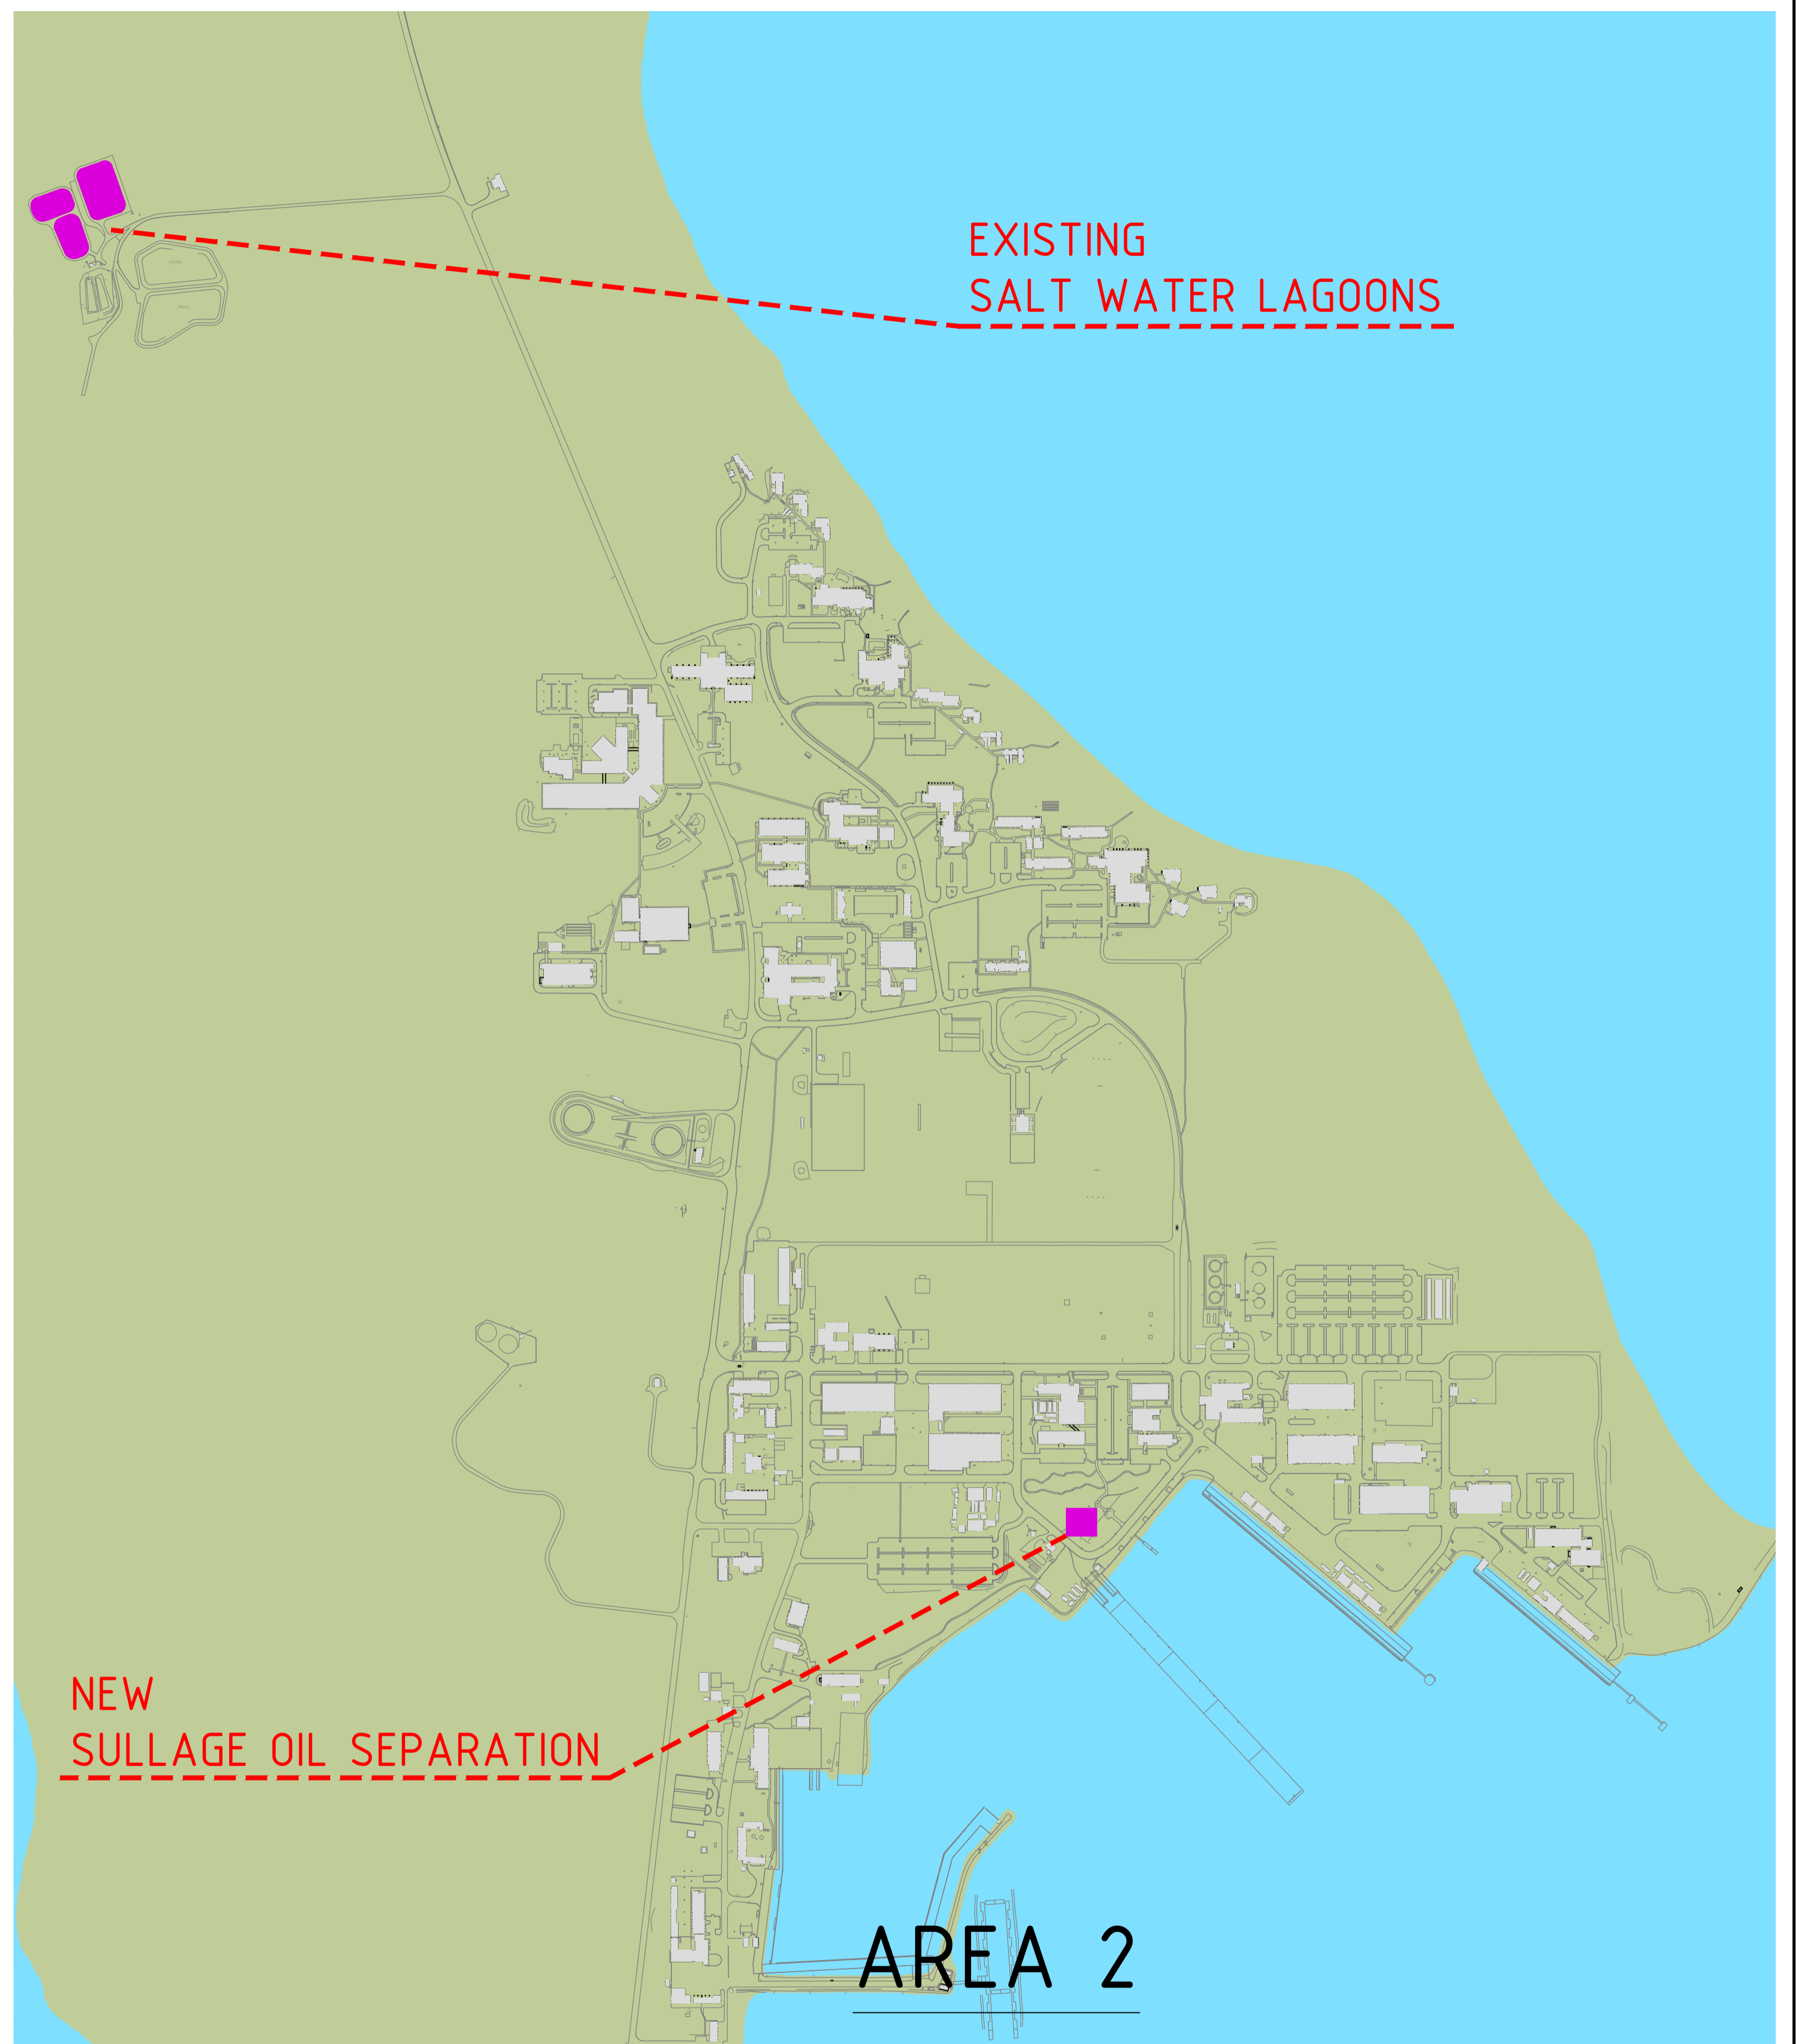 EXISTING
SALT WATER LAGOONS
NEW
SULLAGE OIL SEPARATION
AREA 2